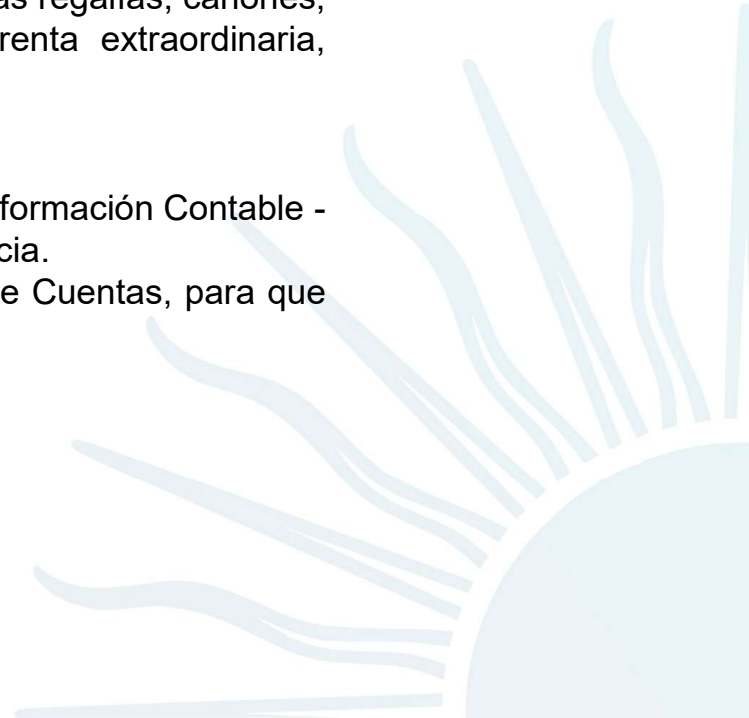 as regalías, cánones,
renta extraordinaria,
formación Contable -
cia.
e Cuentas, para que